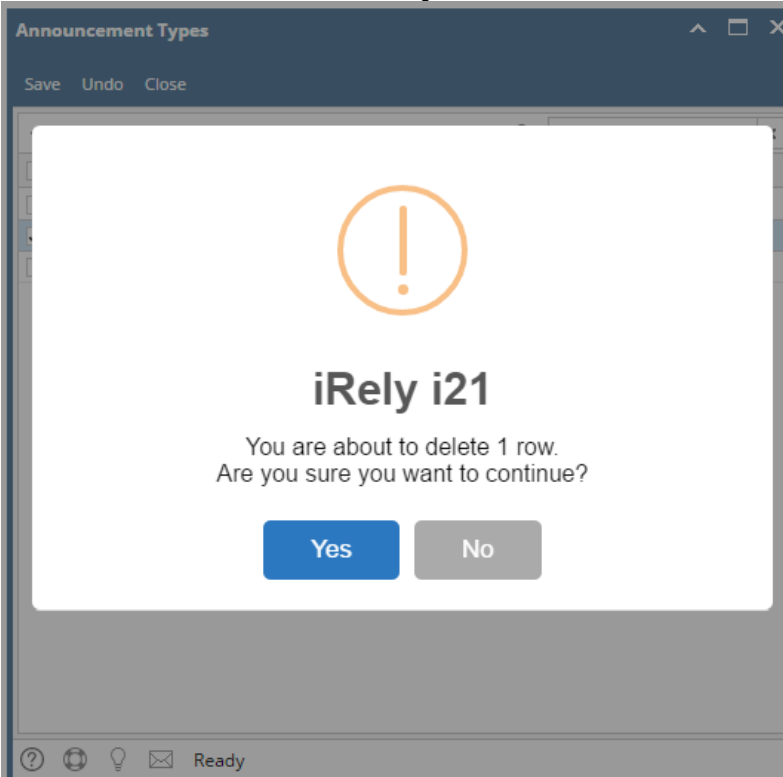 Announcement Types
Save Undo Close
iRely i21
You are about to delete 1 row.
Are you sure you want to continue?
Yes No
Ready